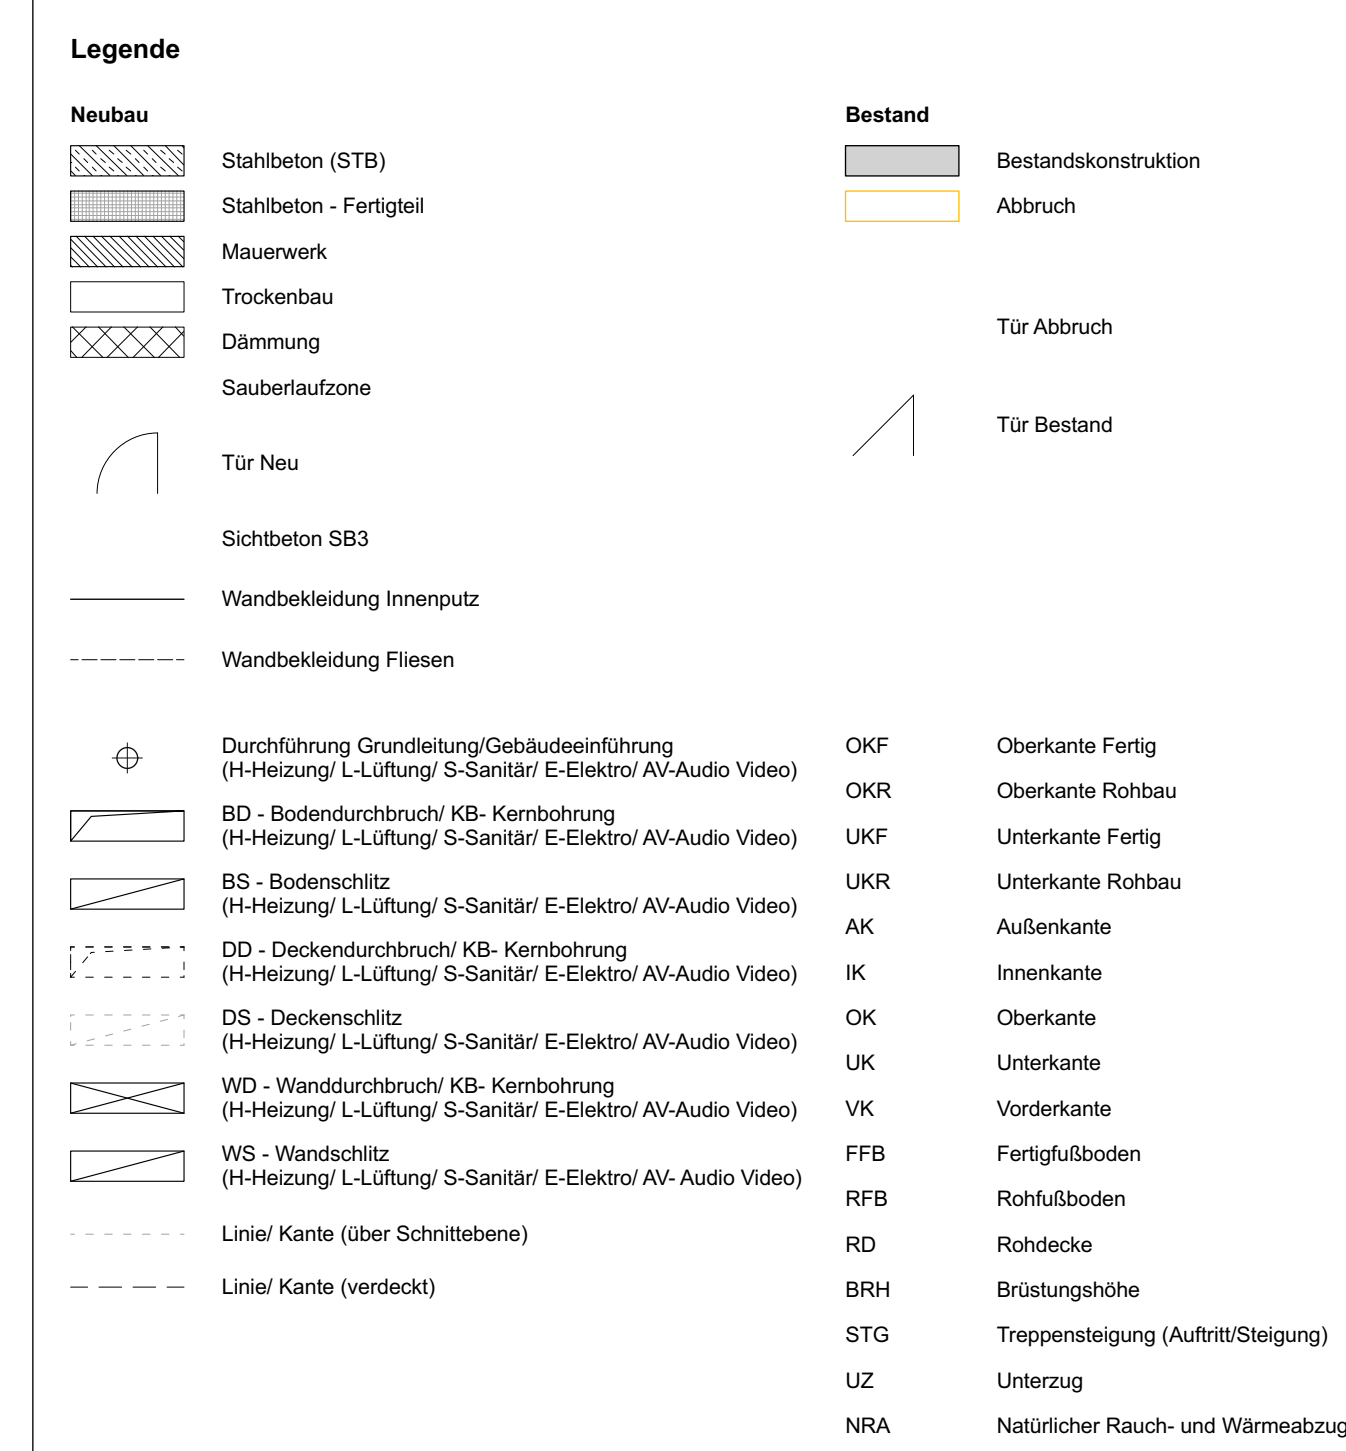 Legende
Neubau
Stahlbeton (STB)
Stahlbeton - Fertigteil
Mauerwerk
Trockenbau
Dämmung
Sauberlaufzone
Tür Neu
Sichtbeton SB3
Wandbekleidung Innenputz
Wandbekleidung Fliesen
Durchführung Grundleitung/Gebäudeeinführung
(H-Heizung/ L-Lüftung/ S-Sanitär/ E-Elektro/ AV-Audio Video)
BD - Bodendurchbruch/ KB- Kernbohrung
(H-Heizung/ L-Lüftung/ S-Sanitär/ E-Elektro/ AV-Audio Video)
BS - Bodenschlitz
(H-Heizung/ L-Lüftung/ S-Sanitär/ E-Elektro/ AV-Audio Video)
DD - Deckendurchbruch/ KB- Kernbohrung
(H-Heizung/ L-Lüftung/ S-Sanitär/ E-Elektro/ AV-Audio Video)
DS - Deckenschlitz
(H-Heizung/ L-Lüftung/ S-Sanitär/ E-Elektro/ AV-Audio Video)
WD - Wanddurchbruch/ KB- Kernbohrung
(H-Heizung/ L-Lüftung/ S-Sanitär/ E-Elektro/ AV-Audio Video)
WS - Wandschlitz
(H-Heizung/ L-Lüftung/ S-Sanitär/ E-Elektro/ AV- Audio Video)
Linie/ Kante (über Schnittebene)
Linie/ Kante (verdeckt)
Bestand
Bestandskonstruktion
Abbruch
Tür Abbruch
Tür Bestand
OKF Oberkante Fertig
OKR Oberkante Rohbau
UKF Unterkante Fertig
UKR Unterkante Rohbau
AK Außenkante
IK Innenkante
OK Oberkante
UK Unterkante
VK Vorderkante
FFB Fertigfußboden
RFB Rohfußboden
RD Rohdecke
BRH Brüstungshöhe
STG Treppensteigung (Auftritt/Steigung)
UZ Unterzug
NRA Natürlicher Rauch- und Wärmeabzug